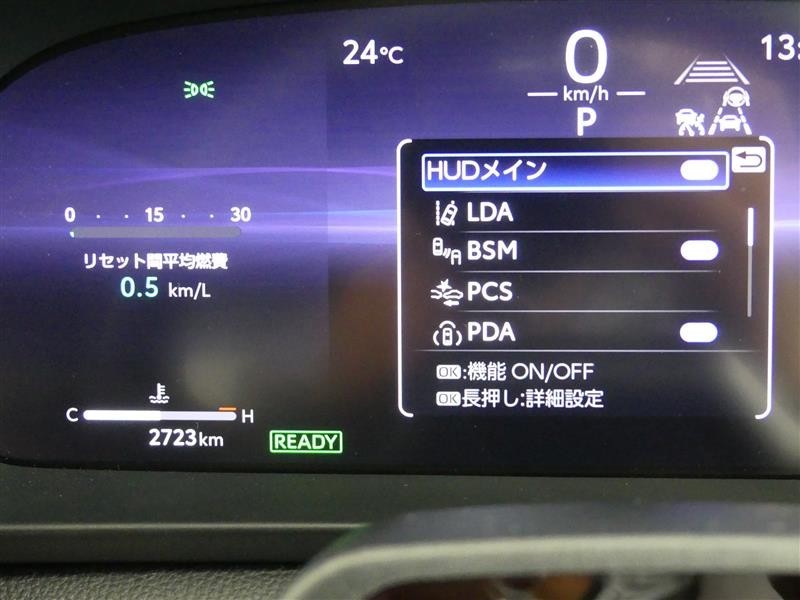 24℃
0
km/h
P
13:
0 15 30
リセット間平均燃費
0.5 km/L
C H
2723km
READY
HUDメイン
LDA
BSM
PCS
PDA
OK:機能 ON/OFF
OK長押し:詳細設定